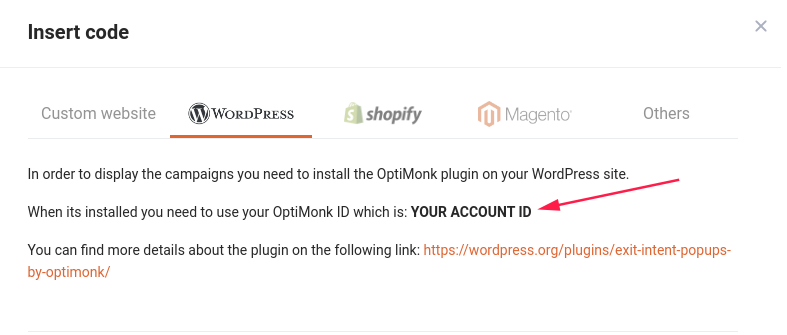 Insert code
Custom website WORDPRESS shopify Magento Others
In order to display the campaigns you need to install the OptiMonk plugin on your WordPress site.
When its installed you need to use your OptiMonk ID which is: YOUR ACCOUNT ID
You can find more details about the plugin on the following link: https://wordpress.org/plugins/exit-intent-popups-
by-optimonk/